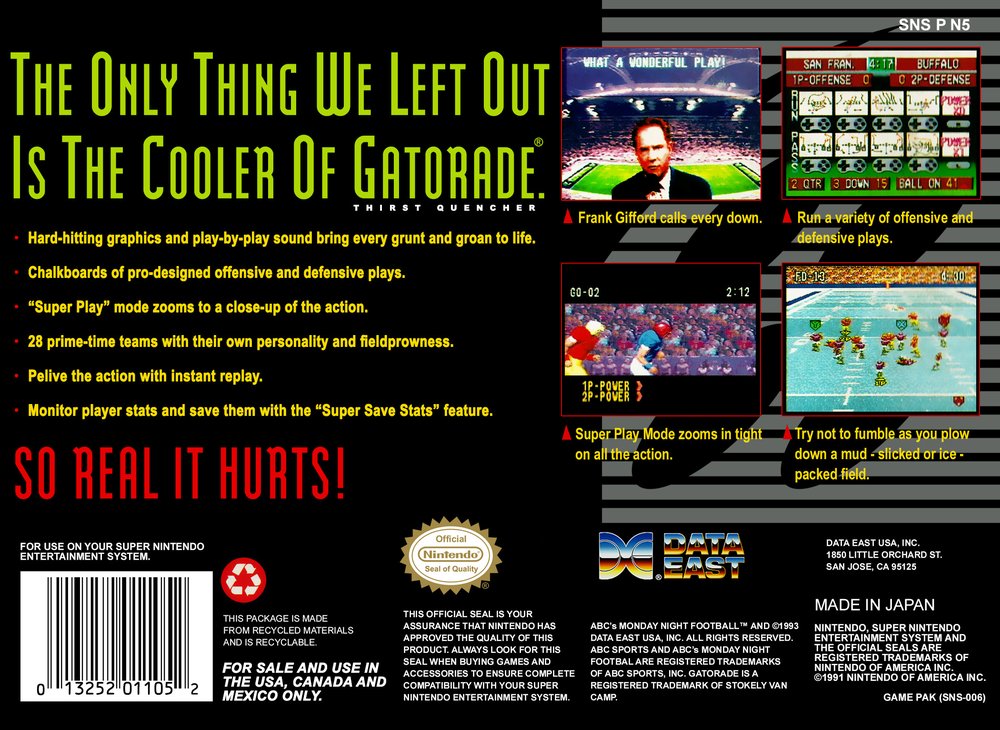 SNS P N5
THE ONLY THING WE LEFT OUT
IS THE COOLER OF GATORADE.®
THIRST QUENCHER
• Hard-hitting graphics and play-by-play sound bring every grunt and groan to life.
• Chalkboards of pro-designed offensive and defensive plays.
• “Super Play” mode zooms to a close-up of the action.
• 28 prime-time teams with their own personality and fieldprowness.
• Pelive the action with instant replay.
• Monitor player stats and save them with the “Super Save Stats” feature.
SO REAL IT HURTS!
WHAT A WONDERFUL PLAY!
Frank Gifford calls every down.
SAN FRAN. 4:17 BUFFALO
1P-OFFENSE 0 0 2P-DEFENSE
RUN
PASS
2 QTR 3 DOWN 15 BALL ON 41
Run a variety of offensive and
defensive plays.
GO-02 2:12
1P-POWER
2P-POWER
Super Play Mode zooms in tight
on all the action.
Try not to fumble as you plow
down a mud - slicked or ice -
packed field.
FOR USE ON YOUR SUPER NINTENDO
ENTERTAINMENT SYSTEM.
0 13252 01105 2
THIS PACKAGE IS MADE
FROM RECYCLED MATERIALS
AND IS RECYCLABLE.
FOR SALE AND USE IN
THE USA, CANADA AND
MEXICO ONLY.
Official
Nintendo
Seal of Quality
®
THIS OFFICIAL SEAL IS YOUR
ASSURANCE THAT NINTENDO HAS
APPROVED THE QUALITY OF THIS
PRODUCT. ALWAYS LOOK FOR THIS
SEAL WHEN BUYING GAMES AND
ACCESSORIES TO ENSURE COMPLETE
COMPATIBILITY WITH YOUR SUPER
NINTENDO ENTERTAINMENT SYSTEM.
DATA
EAST
®
ABC's MONDAY NIGHT FOOTBALL™ AND ©1993
DATA EAST USA, INC. ALL RIGHTS RESERVED.
ABC SPORTS AND ABC's MONDAY NIGHT
FOOTBAL ARE REGISTERED TRADEMARKS
OF ABC SPORTS, INC. GATORADE IS A
REGISTERED TRADEMARK OF STOKELY VAN
CAMP.
DATA EAST USA, INC.
1850 LITTLE ORCHARD ST.
SAN JOSE, CA 95125
MADE IN JAPAN
NINTENDO, SUPER NINTENDO
ENTERTAINMENT SYSTEM AND
THE OFFICIAL SEALS ARE
REGISTERED TRADEMARKS OF
NINTENDO OF AMERICA INC.
©1991 NINTENDO OF AMERICA INC.
GAME PAK (SNS-006)